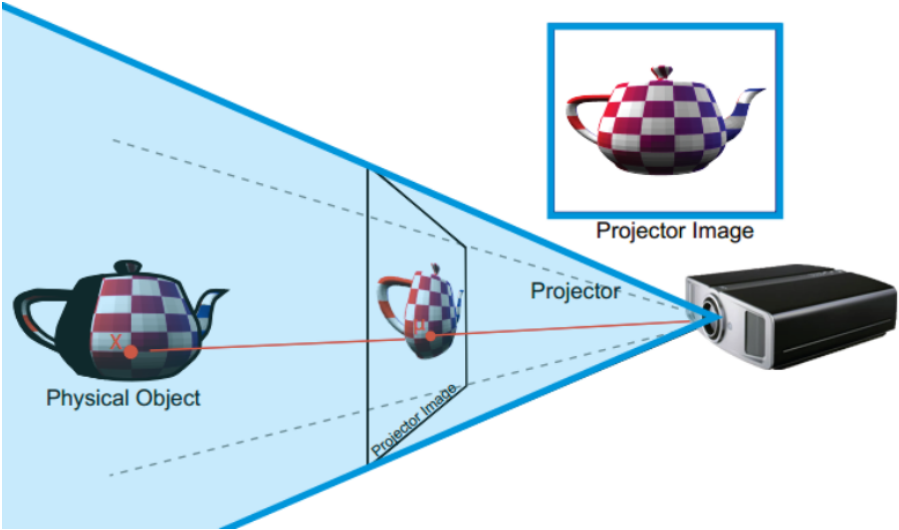 Projector Image
Projector
X
u
Physical Object
Projector Image